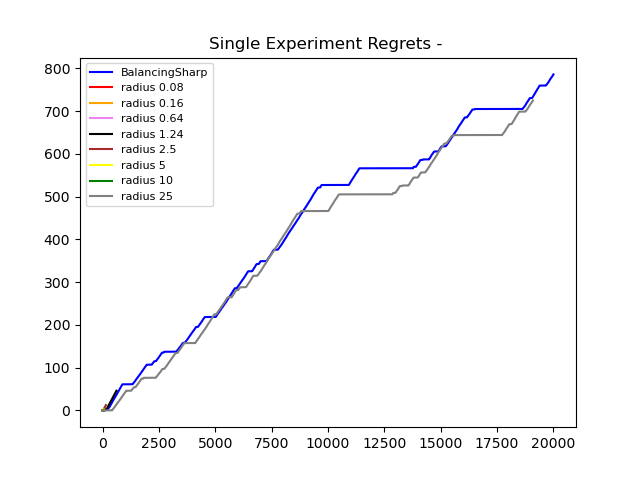 Single Experiment Regrets -
800
700
600
500
400
300
200
100
0
BalancingSharp
radius 0.08
radius 0.16
radius 0.64
radius 1.24
radius 2.5
radius 5
radius 10
radius 25
0 2500 5000 7500 10000 12500 15000 17500 20000